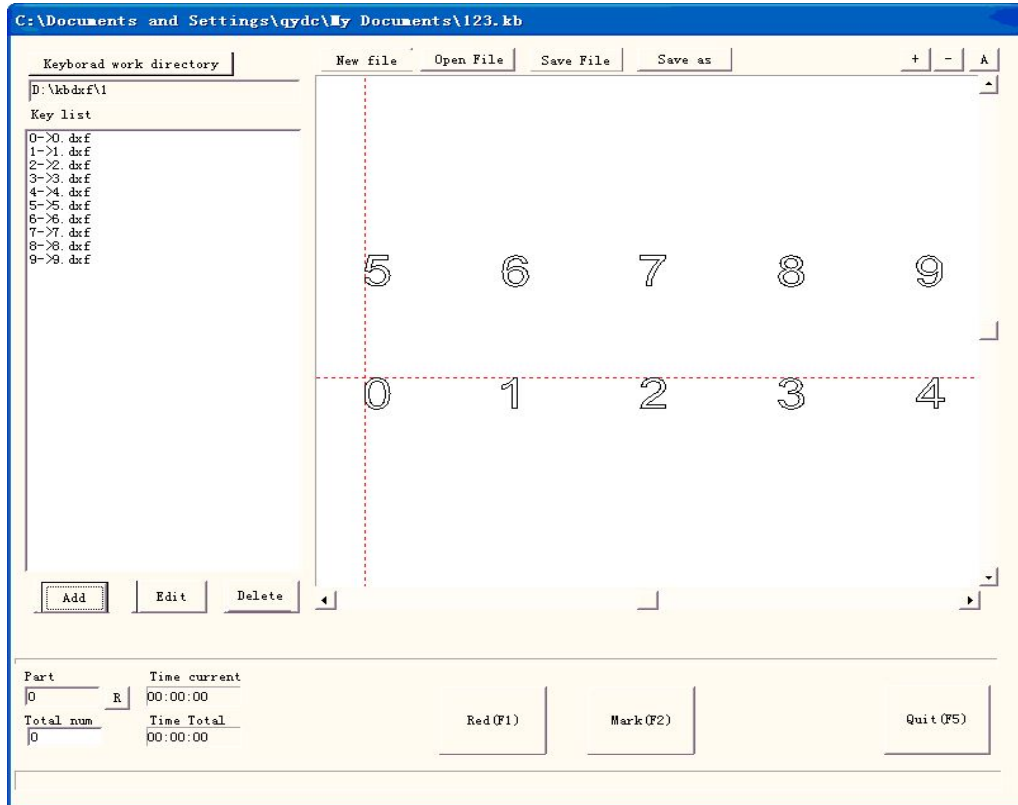 C:\Documents and Settings\qydc\My Documents\123.kb
Keyborad work directory
New file Open File Save File Save as + - A
D:\kbdxf\1
Key list
0->0.dxf
1->1.dxf
2->2.dxf
3->3.dxf
4->4.dxf
5->5.dxf
6->6.dxf
7->7.dxf
8->8.dxf
9->9.dxf
5 6 7 8 9
0 1 2 3 4
Add Edit Delete
Part Time current
0 R 00:00:00
Total num Time Total
0 00:00:00
Red(F1) Mark(F2) Quit(F5)